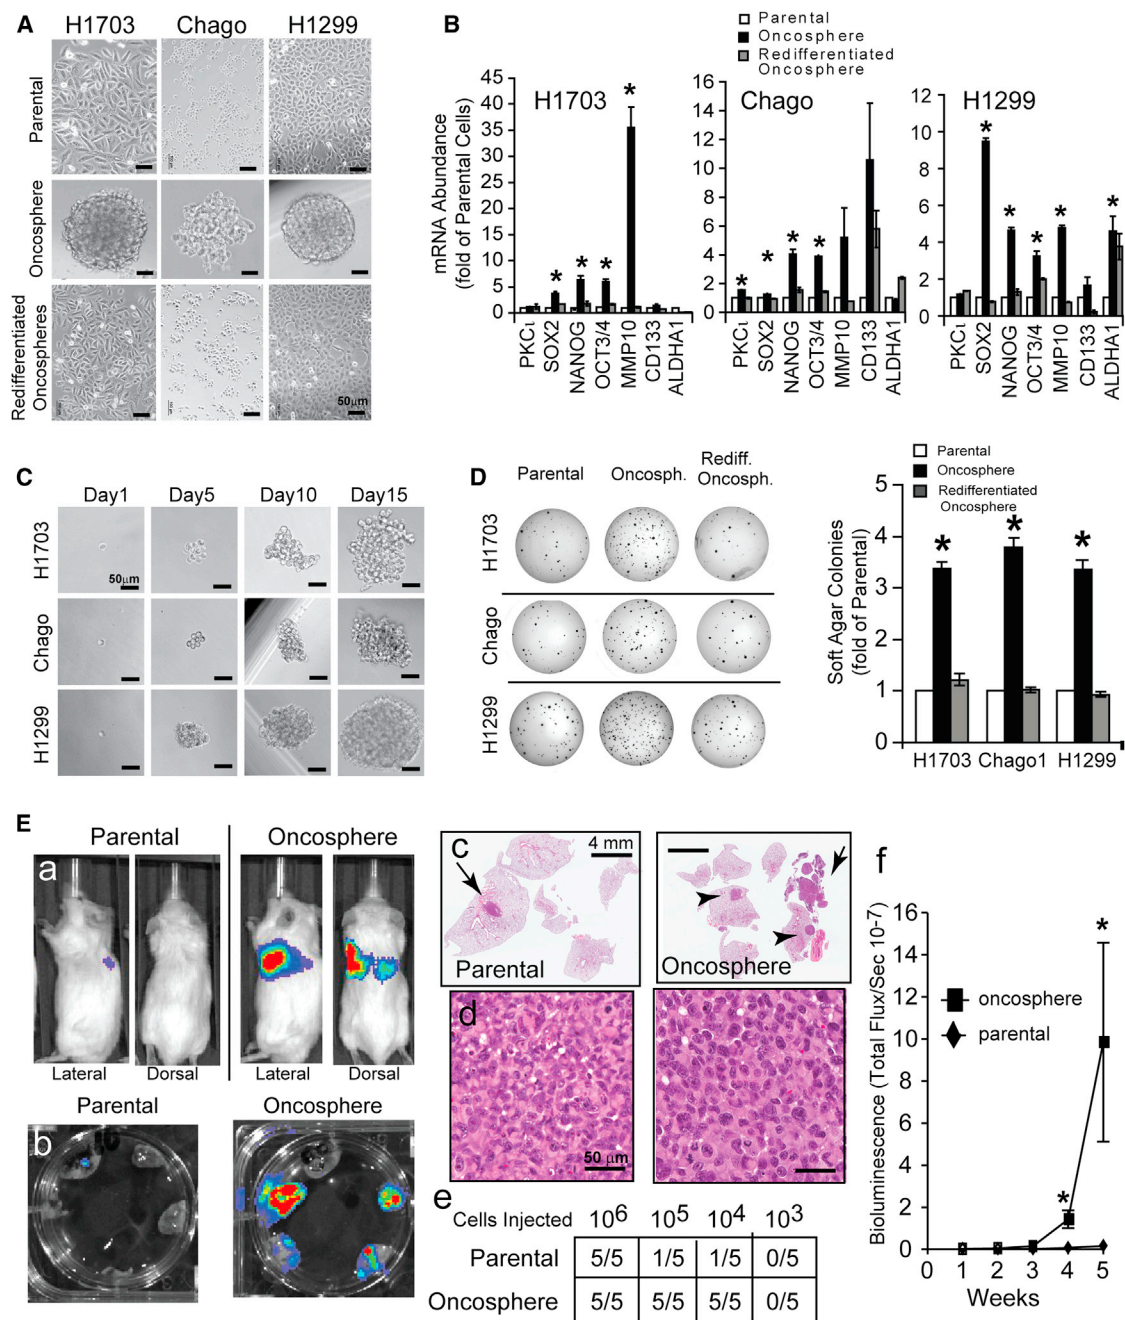 A
H1703
Chago
H1299
Parental
Oncosphere
Redifferentiated
Oncospheres
50μm
B
Parental
Oncosphere
Redifferentiated
Oncosphere
mRNA Abundance
(fold of Parental Cells)
45
40
35
30
25
20
15
10
5
0
H1703
*
*
*
*
PKCι
SOX2
NANOG
OCT3/4
MMP10
CD133
ALDHA1
16
14
12
10
8
6
4
2
0
Chago
*
*
*
*
PKCι
SOX2
NANOG
OCT3/4
MMP10
CD133
ALDHA1
12
10
8
6
4
2
0
H1299
*
*
*
*
*
PKCι
SOX2
NANOG
OCT3/4
MMP10
CD133
ALDHA1
C
Day1
Day5
Day10
Day15
H1703
50μm
Chago
H1299
D
Parental
Oncosph.
Rediff.
Oncosph.
H1703
Chago
H1299
Parental
Oncosphere
Redifferentiated
Oncosphere
Soft Agar Colonies
(fold of Parental)
5
4
3
2
1
0
*
*
*
H1703
Chago1
H1299
E
Parental
Oncosphere
a
Lateral
Dorsal
Lateral
Dorsal
Parental
Oncosphere
b
c
4 mm
Parental
Oncosphere
d
50 μm
e
Cells Injected 10⁶ 10⁵ 10⁴ 10³
Parental 5/5 1/5 1/5 0/5
Oncosphere 5/5 5/5 5/5 0/5
f
Bioluminescence (Total Flux/Sec 10-7)
16
14
12
10
8
6
4
2
0
oncosphere
parental
*
*
0 1 2 3 4 5
Weeks